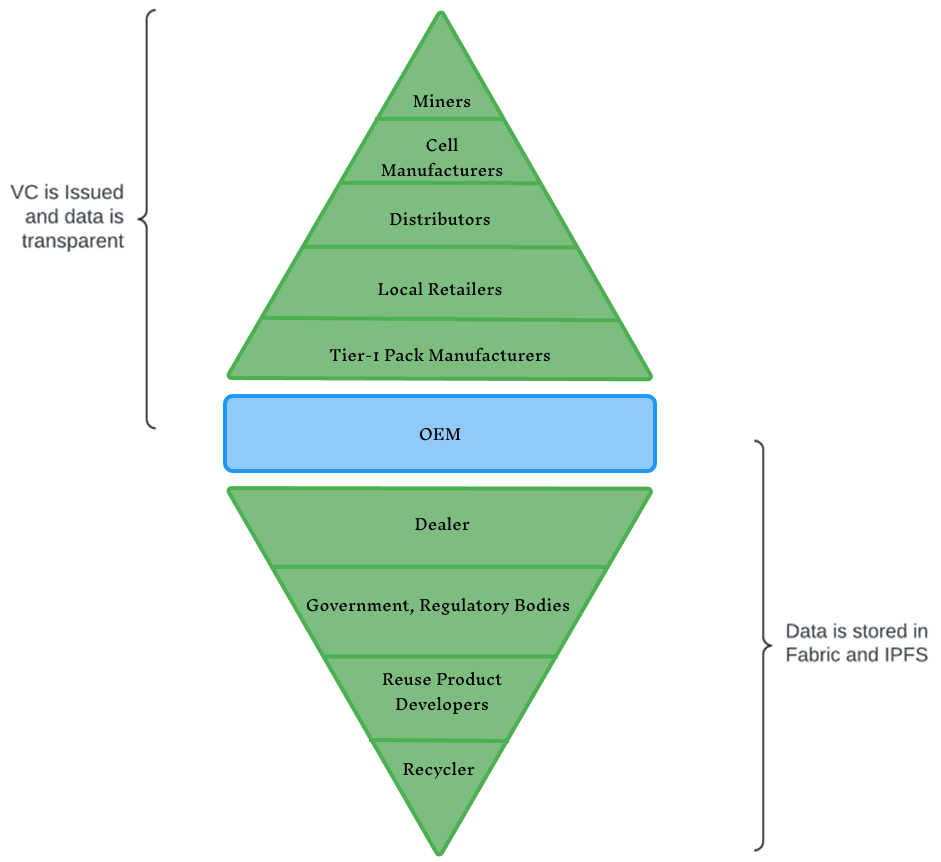 Miners
Cell
Manufacturers
VC is Issued
and data is
transparent
Distributors
Local Retailers
Tier-1 Pack Manufacturers
OEM
Dealer
Government, Regulatory Bodies
Data is stored in
Fabric and IPFS
Reuse Product
Developers
Recycler